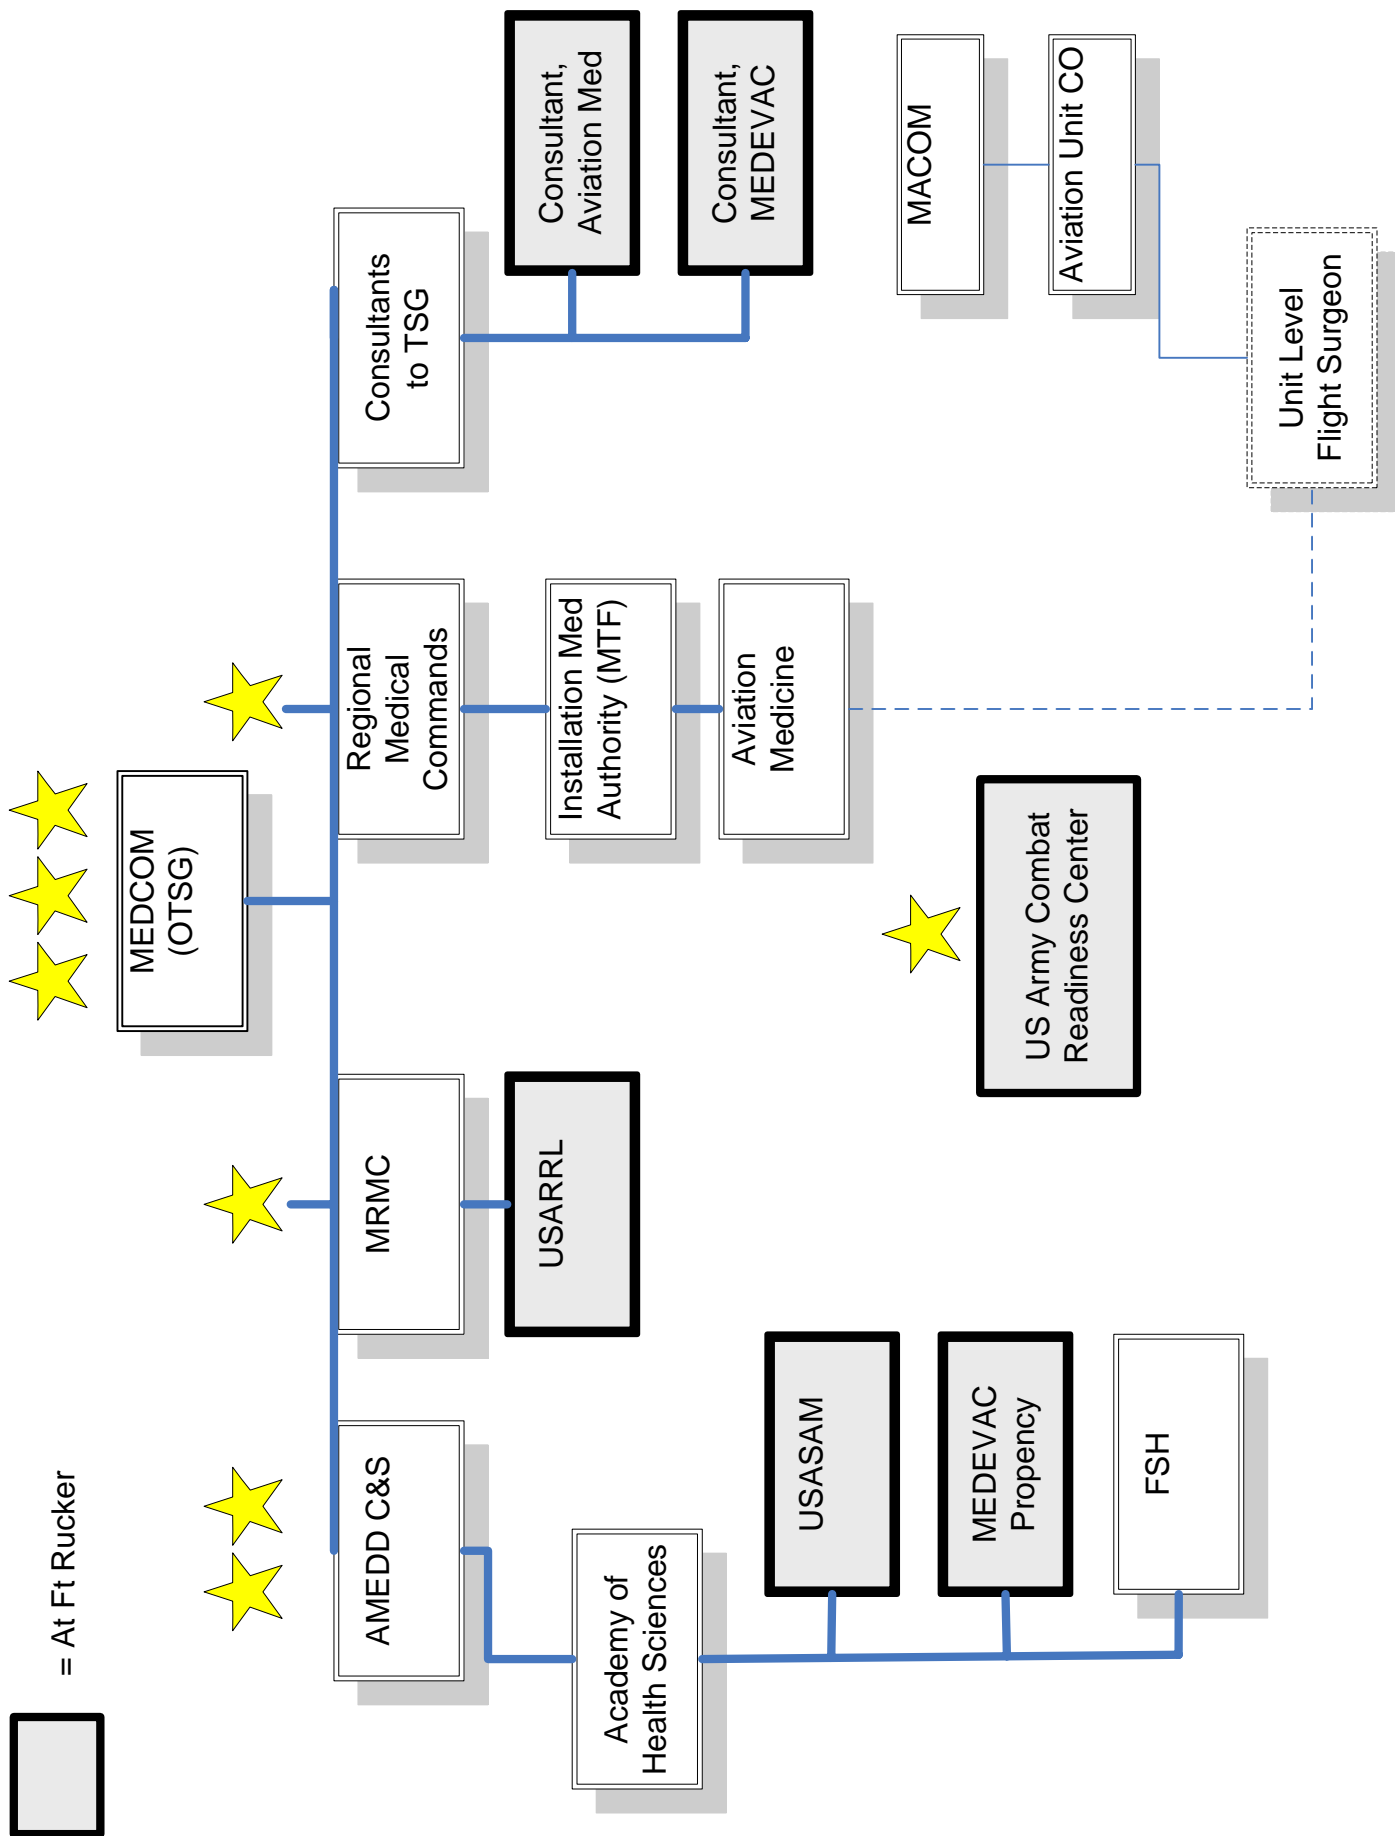 = At Ft Rucker
MEDCOM
(OTSG)
AMEDD C&S
MRMC
Regional
Medical
Commands
Consultants
to TSG
Academy of
Health Sciences
USARRL
Installation Med
Authority (MTF)
Consultant,
Aviation Med
USASAM
Aviation
Medicine
Consultant,
MEDEVAC
MEDEVAC
Propency
US Army Combat
Readiness Center
MACOM
FSH
Aviation Unit CO
Unit Level
Flight Surgeon